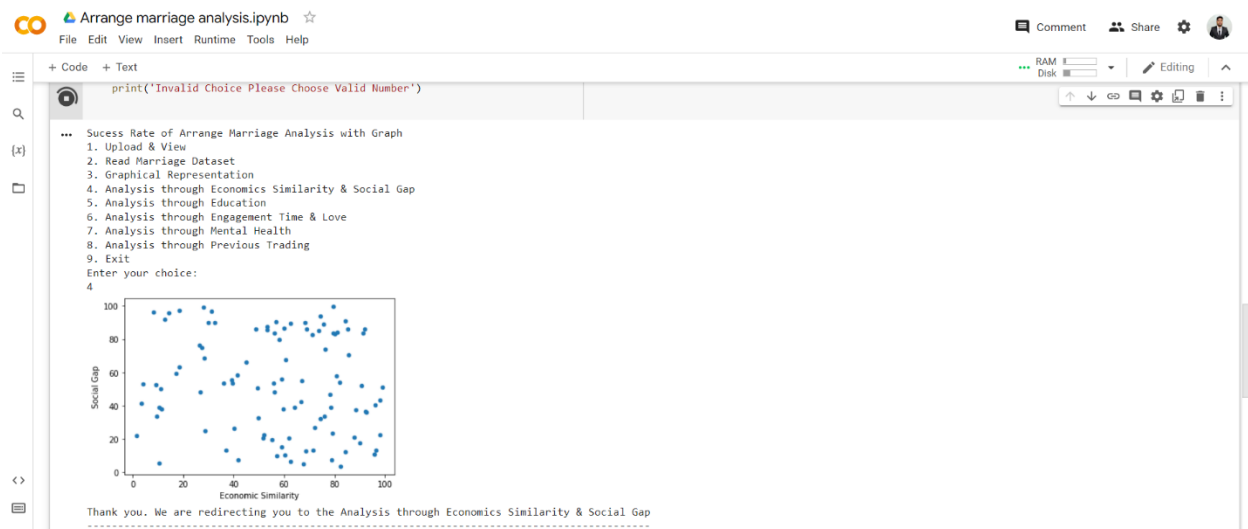 Arrange marriage analysis.ipynb
File Edit View Insert Runtime Tools Help
Comment
Share
+ Code + Text
RAM
Disk
Editing
print('Invalid Choice Please Choose Valid Number')
Sucess Rate of Arrange Marriage Analysis with Graph
1. Upload & View
2. Read Marriage Dataset
3. Graphical Representation
4. Analysis through Economics Similarity & Social Gap
5. Analysis through Education
6. Analysis through Engagement Time & Love
7. Analysis through Mental Health
8. Analysis through Previous Trading
9. Exit
Enter your choice:
4
100
80
60
40
20
0
Social Gap
0 20 40 60 80 100
Economic Similarity
Thank you. We are redirecting you to the Analysis through Economics Similarity & Social Gap